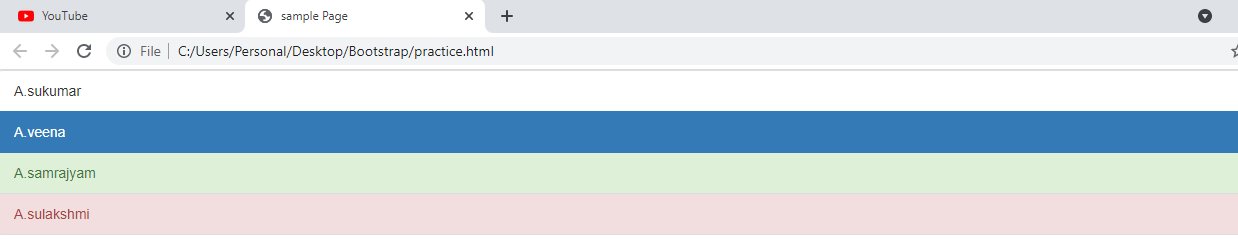 YouTube
sample Page
File
C:/Users/Personal/Desktop/Bootstrap/practice.html
A.sukumar
A.veena
A.samrajyam
A.sulakshmi